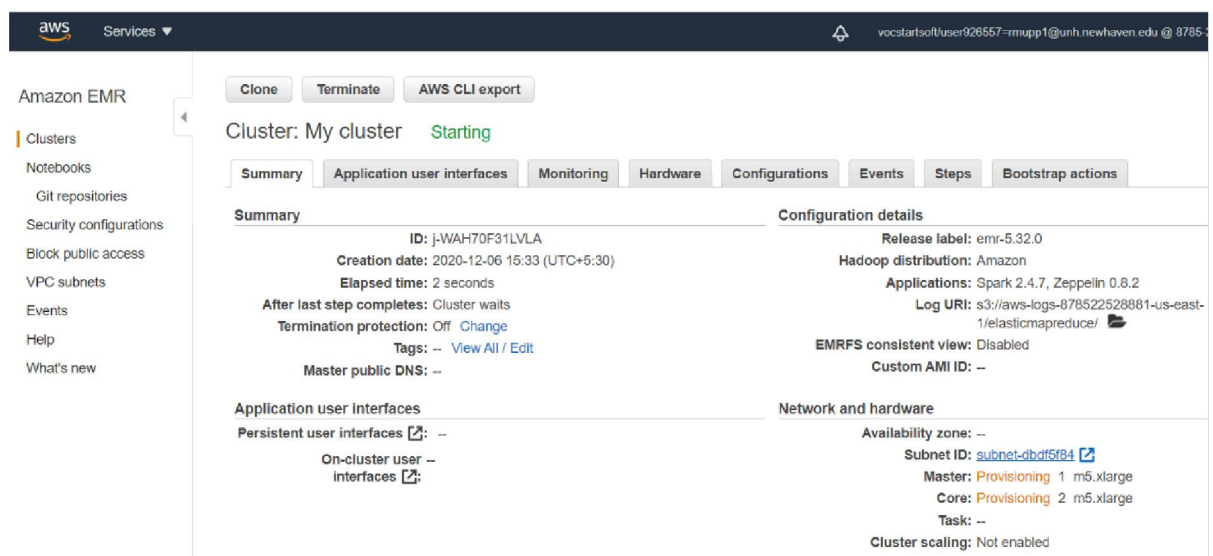 aws Services ▼ vocstartsoft/user926557=rmupp1@unh.newhaven.edu @ 8785-2
Amazon EMR
Clusters
Notebooks
Git repositories
Security configurations
Block public access
VPC subnets
Events
Help
What's new
Clone Terminate AWS CLI export
Cluster: My cluster Starting
Summary Application user interfaces Monitoring Hardware Configurations Events Steps Bootstrap actions
Summary
ID: j-WAH70F31LVLA
Creation date: 2020-12-06 15:33 (UTC+5:30)
Elapsed time: 2 seconds
After last step completes: Cluster waits
Termination protection: Off Change
Tags: -- View All / Edit
Master public DNS: --
Configuration details
Release label: emr-5.32.0
Hadoop distribution: Amazon
Applications: Spark 2.4.7, Zeppelin 0.8.2
Log URI: s3://aws-logs-878522528881-us-east-
1/elasticmapreduce/
EMRFS consistent view: Disabled
Custom AMI ID: --
Application user interfaces
Persistent user interfaces : --
On-cluster user --
interfaces :
Network and hardware
Availability zone: --
Subnet ID: subnet-dbdf5f84
Master: Provisioning 1 m5.xlarge
Core: Provisioning 2 m5.xlarge
Task: --
Cluster scaling: Not enabled